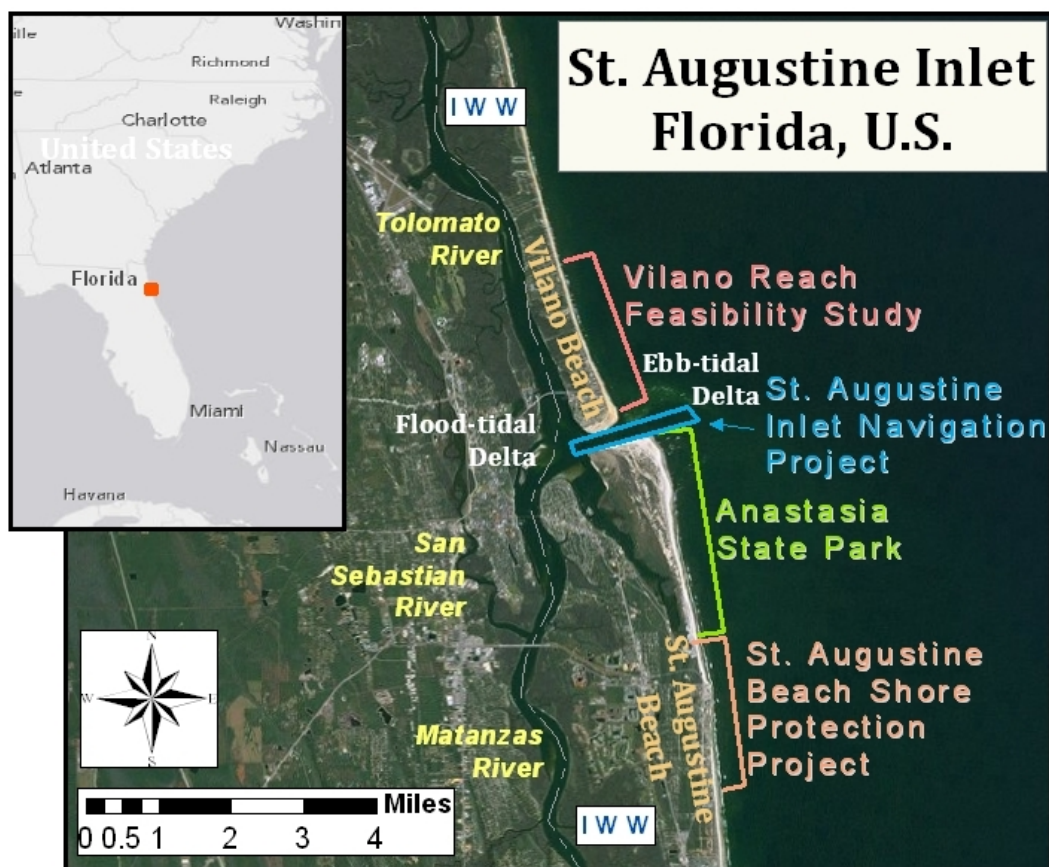 St. Augustine Inlet
Florida, U.S.
Washin
ville
Richmond
Raleigh
Charlotte
United States
Atlanta
Florida
Miami
Nassau
Havana
I W W
Tolomato
River
Vilano Beach
Vilano Reach
Feasibility Study
Ebb-tidal
Delta
St. Augustine
Inlet Navigation
Project
Flood-tidal
Delta
Anastasia
State Park
San
Sebastian
River
St. Augustine
Beach
St. Augustine
Beach Shore
Protection
Project
Matanzas
River
N
W
E
S
Miles
0 0.5 1 2 3 4
I W W